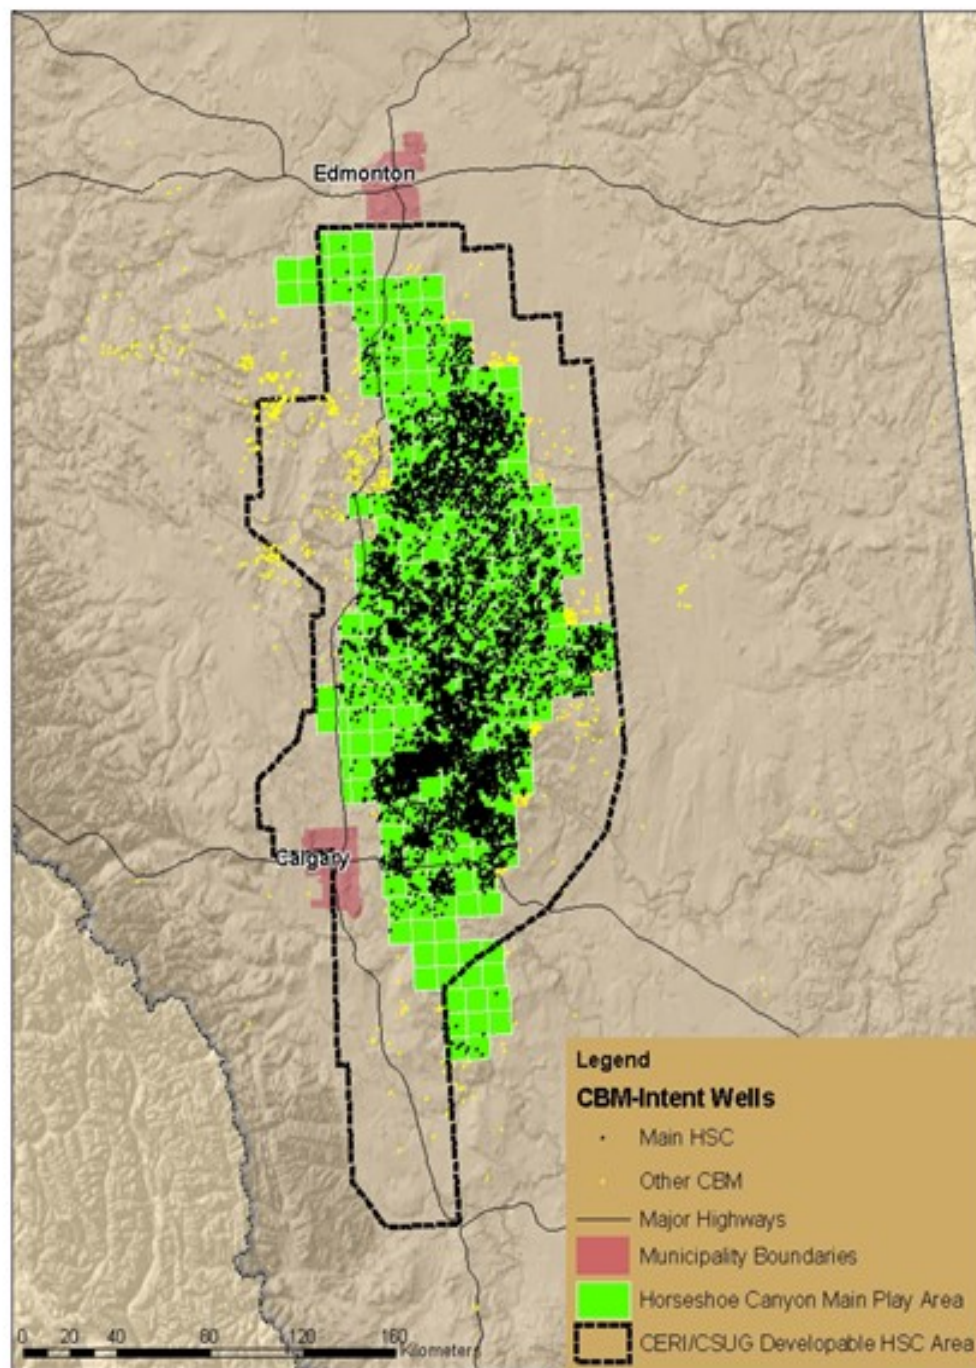 Edmonton
Calgary
Legend
CBM-Intent Wells
Main HSC
Other CBM
Major Highways
Municipality Boundaries
Horseshoe Canyon Main Play Area
CERI/CSUG Developable HSC Area
0 20 40 80 120 160
Kilometers